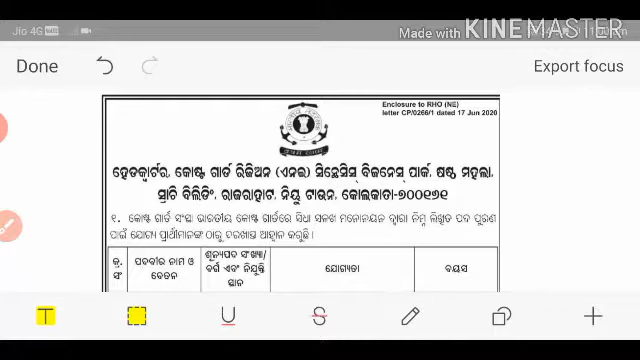 Jio 4G
Made with KINEMASTER
Done
Export focus
Enclosure to RHO (NE)
letter CP/0266/1 dated 17 Jun 2020
ହେଡକ୍ୱାର୍ଟର, କୋଷ୍ଟ ଗାର୍ଡ ରିଜିଅନ (ଏନଇ) ସିନ୍ଥେସିସ୍ ବିଜନେସ୍ ପାର୍କ, ଷଷ୍ଠ ମହଲା,
ସ୍ରାଚି ବିଲିଡିଂ, ରାଜରାହାଟ, ନିୟୁ ଟାଉନ, କୋଲକାତା-୭୦୦୧୬୧
୧. କୋଷ୍ଟ ଗାର୍ଡ ସଂସ୍ଥା ଭାରତୀୟ କୋଷ୍ଟ ଗାର୍ଡରେ ସିଧା ସଳଖ ମନୋନୟନ ଦ୍ୱାରା ନିମ୍ନ ଲିଖିତ ପଦ ପୁରଣ
ପାଇଁ ଯୋଗ୍ୟ ପ୍ରାର୍ଥୀମାନଙ୍କ ଠାରୁ ଦରଖାସ୍ତ ଆହ୍ୱାନ କରୁଛି।
କ୍ର. ସଂ
ପଦବୀର ନାମ ଓ ବେତନ
ଶୂନ୍ୟପଦ ସଂଖ୍ୟା/ ବର୍ଗ ଏବଂ ନିଯୁକ୍ତି ସ୍ଥାନ
ଯୋଗ୍ୟତା
ବୟସ